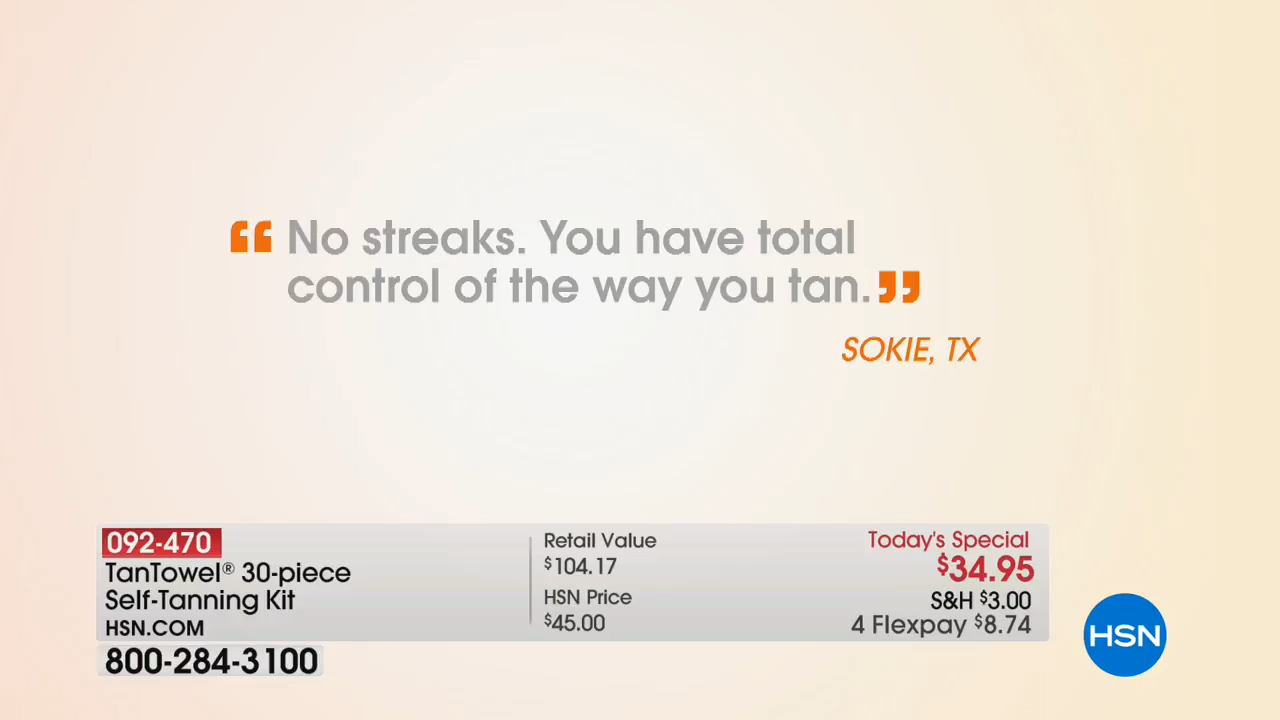 “ No streaks. You have total
control of the way you tan. ”
SOKIE, TX
092-470
TanTowel® 30-piece
Self-Tanning Kit
HSN.COM
800-284-3100
Retail Value
$104.17
HSN Price
$45.00
Today's Special
$34.95
S&H $3.00
4 Flexpay $8.74
HSN